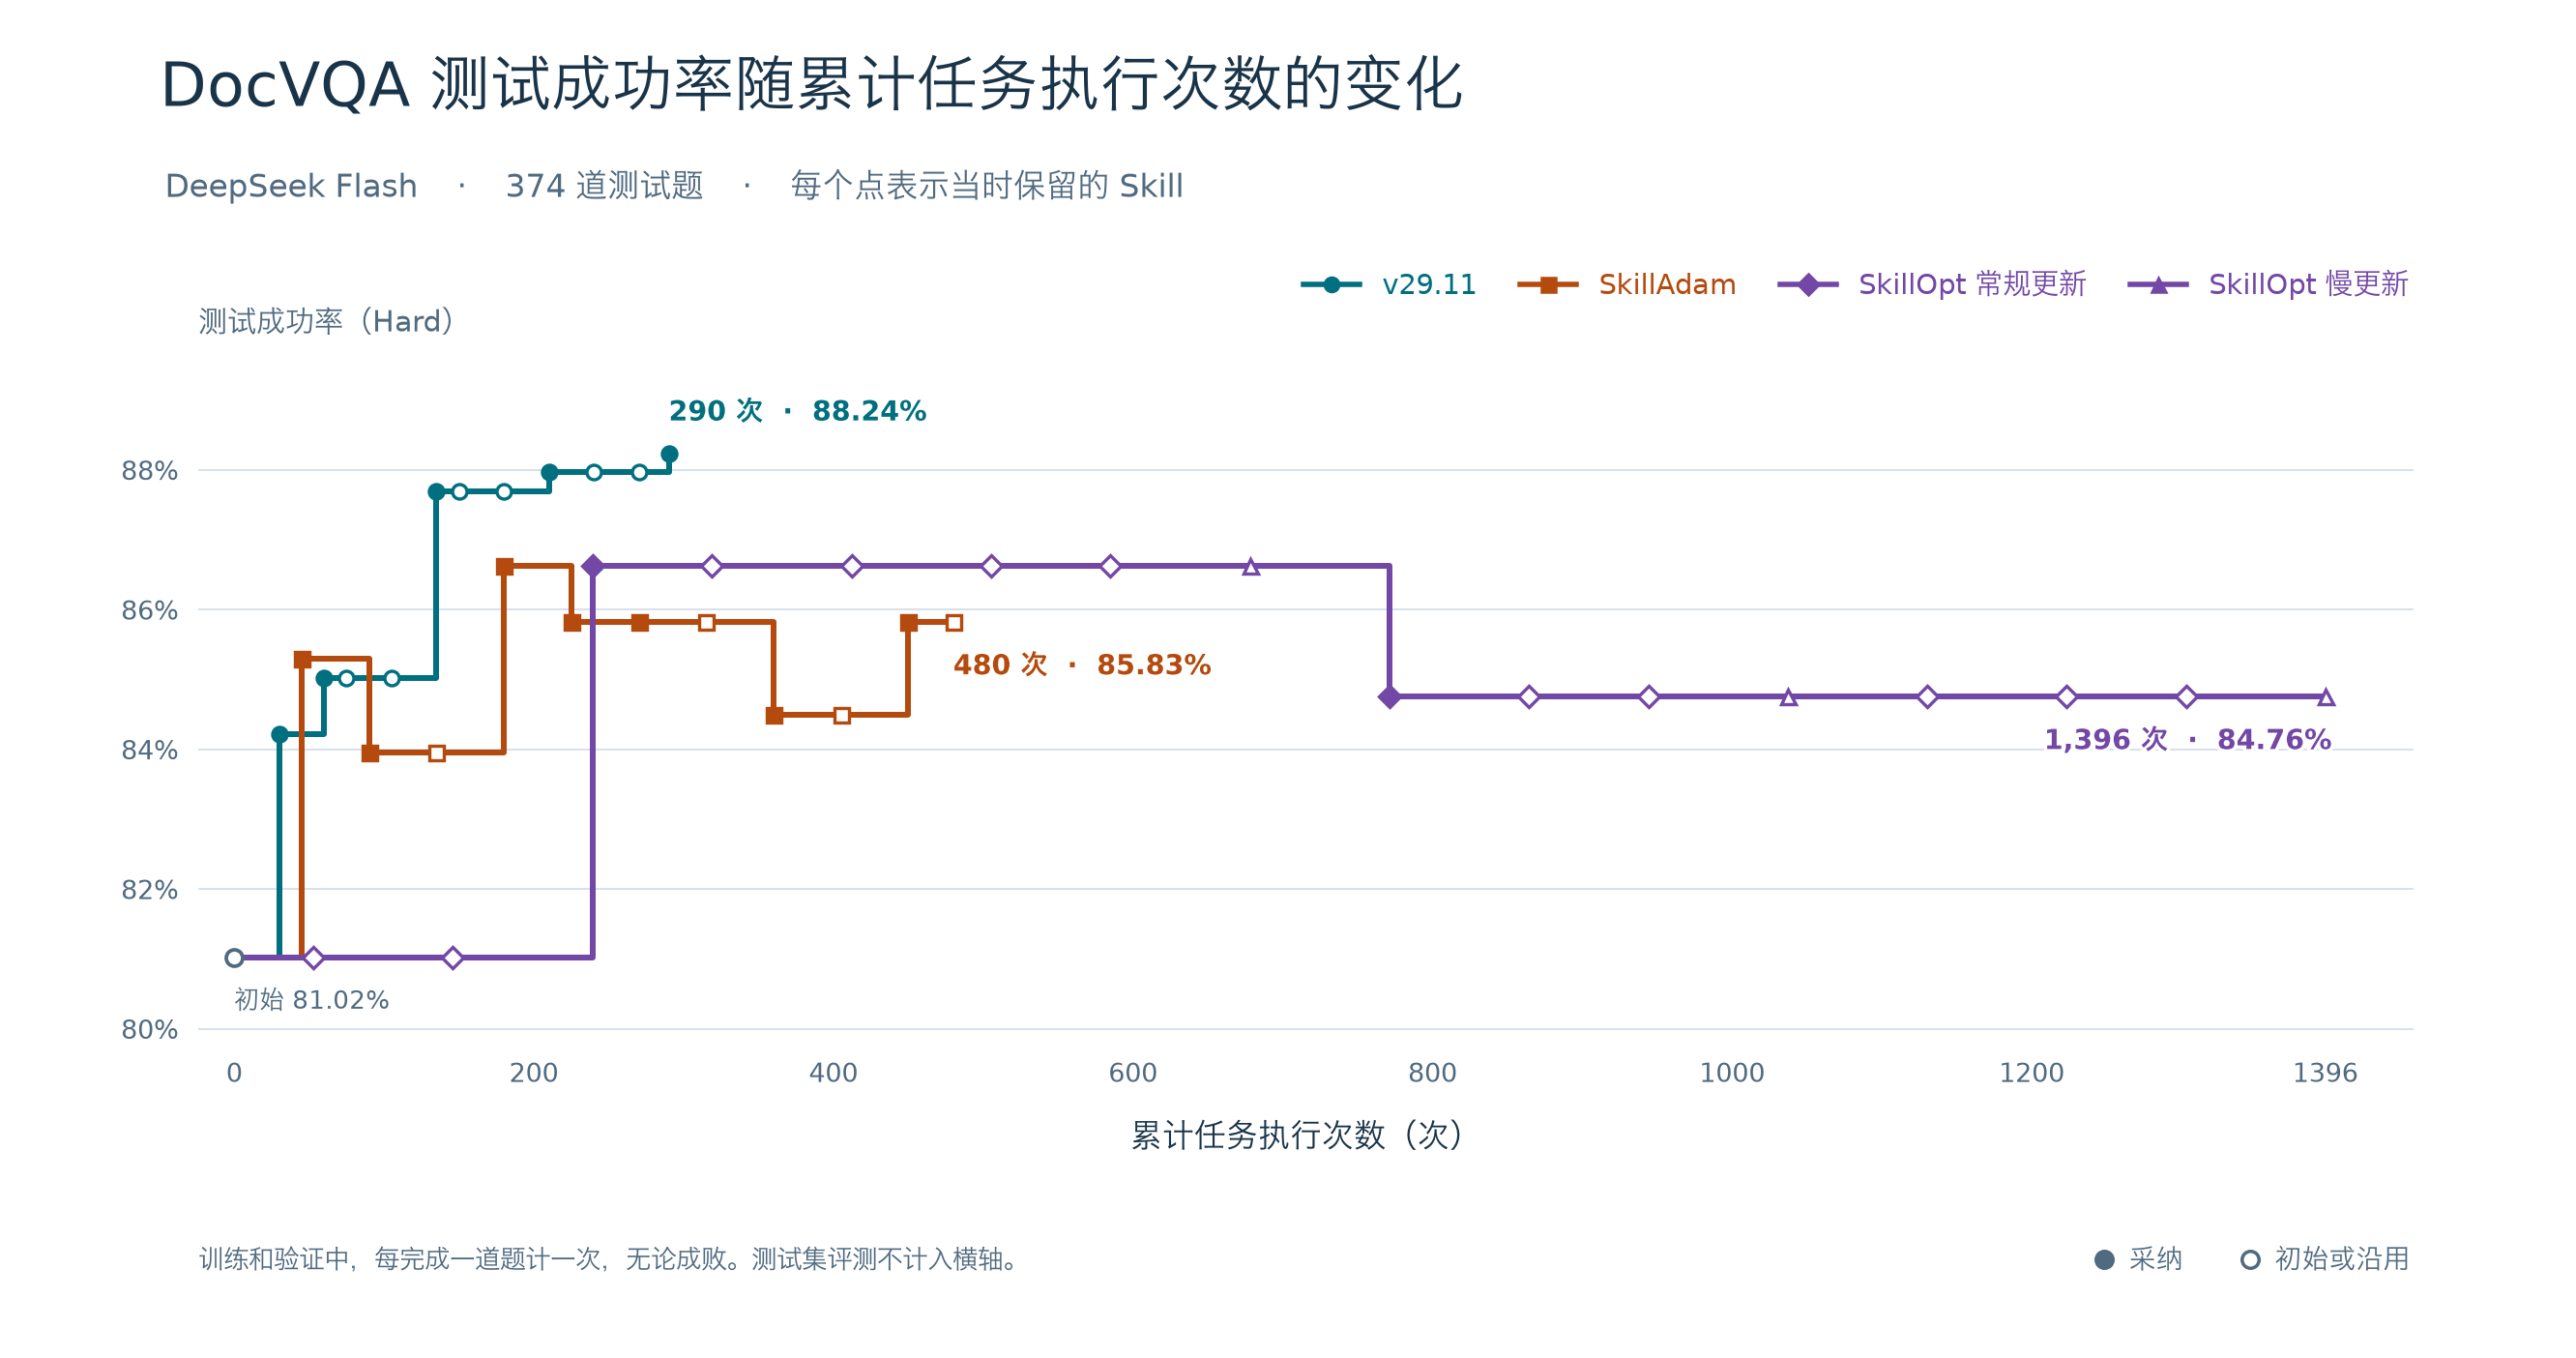 DocVQA 测试成功率随累计任务执行次数的变化
DeepSeek Flash · 374 道测试题 · 每个点表示当时保留的 Skill
v29.11 SkillAdam SkillOpt 常规更新 SkillOpt 慢更新
测试成功率（Hard）
290 次 · 88.24%
88%
86%
480 次 · 85.83%
84%
1,396 次 · 84.76%
82%
初始 81.02%
80%
0 200 400 600 800 1000 1200 1396
累计任务执行次数（次）
训练和验证中，每完成一道题计一次，无论成败。测试集评测不计入横轴。
采纳 初始或沿用